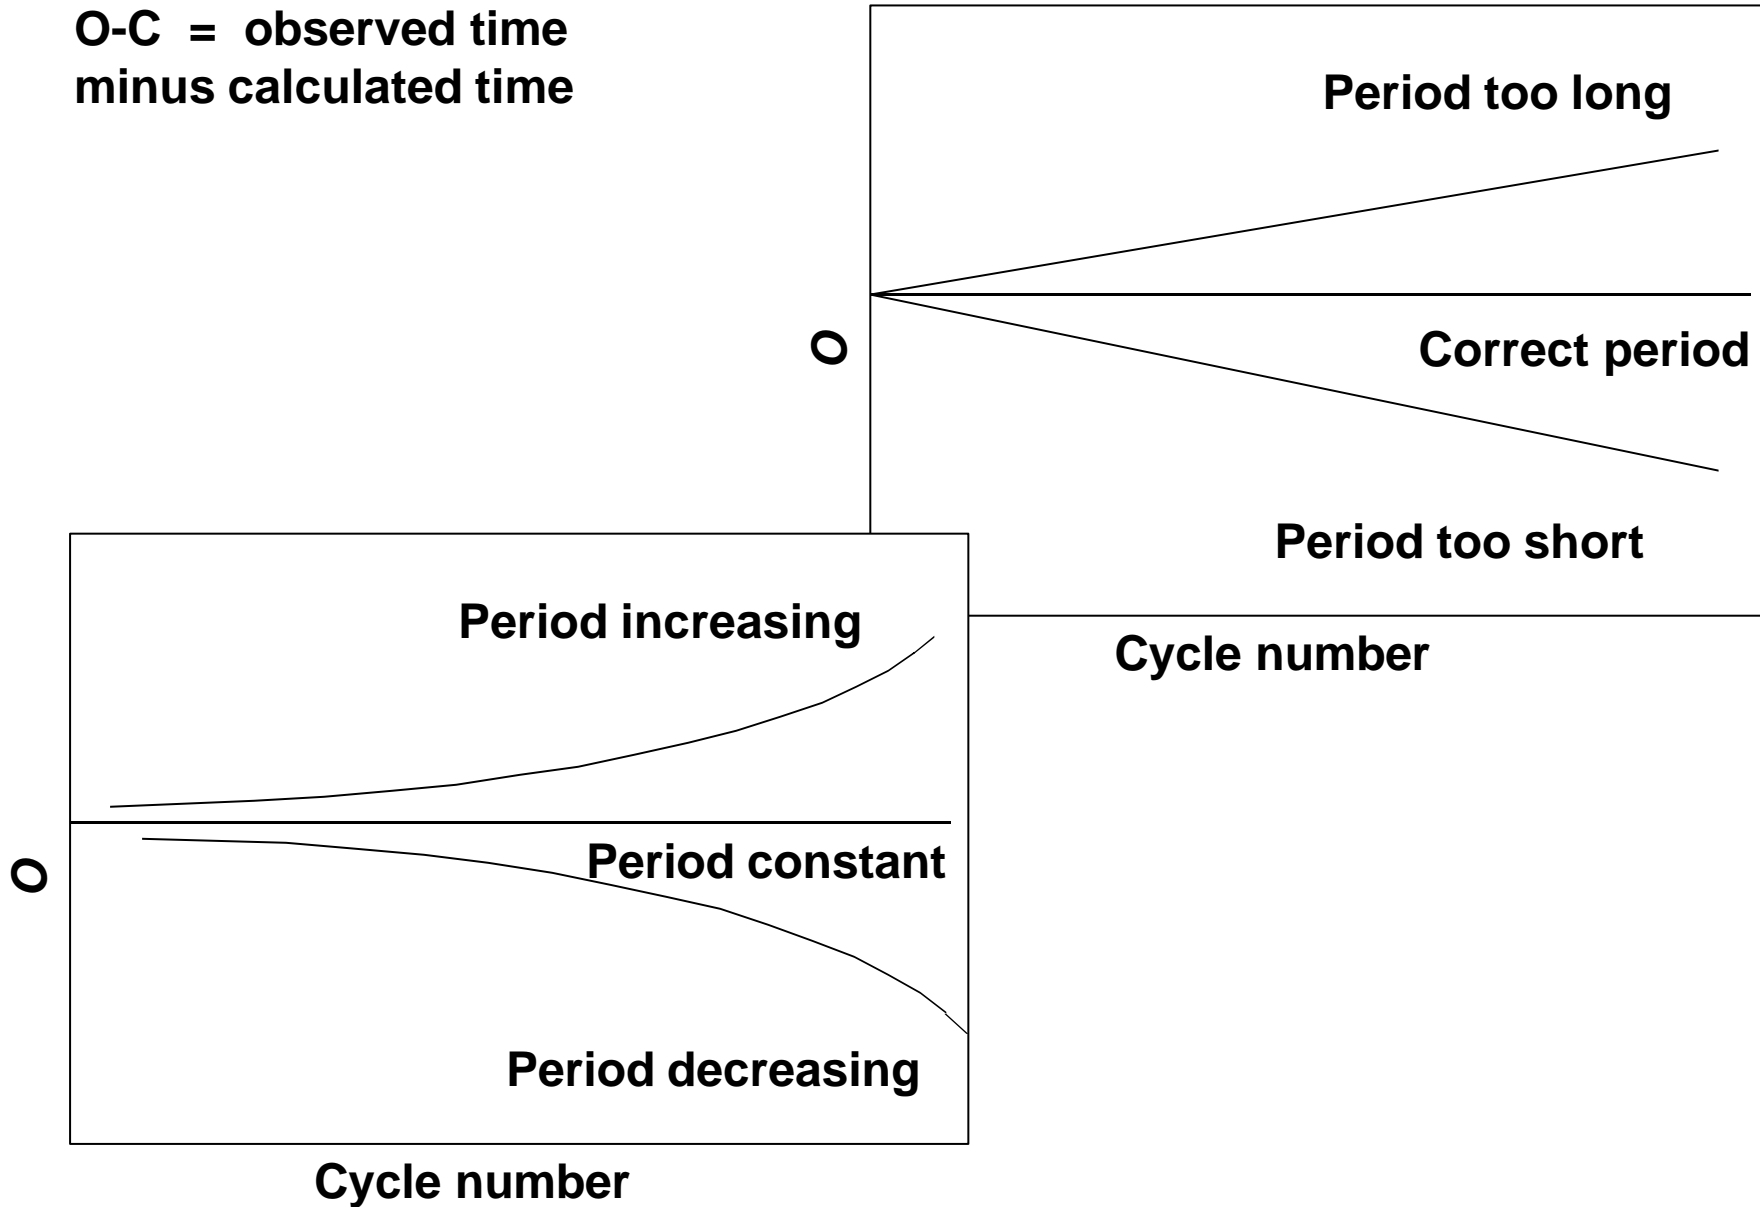 O-C = observed time
minus calculated time
Period too long
O
Correct period
Period too short
Cycle number
Period increasing
O
Period constant
Period decreasing
Cycle number